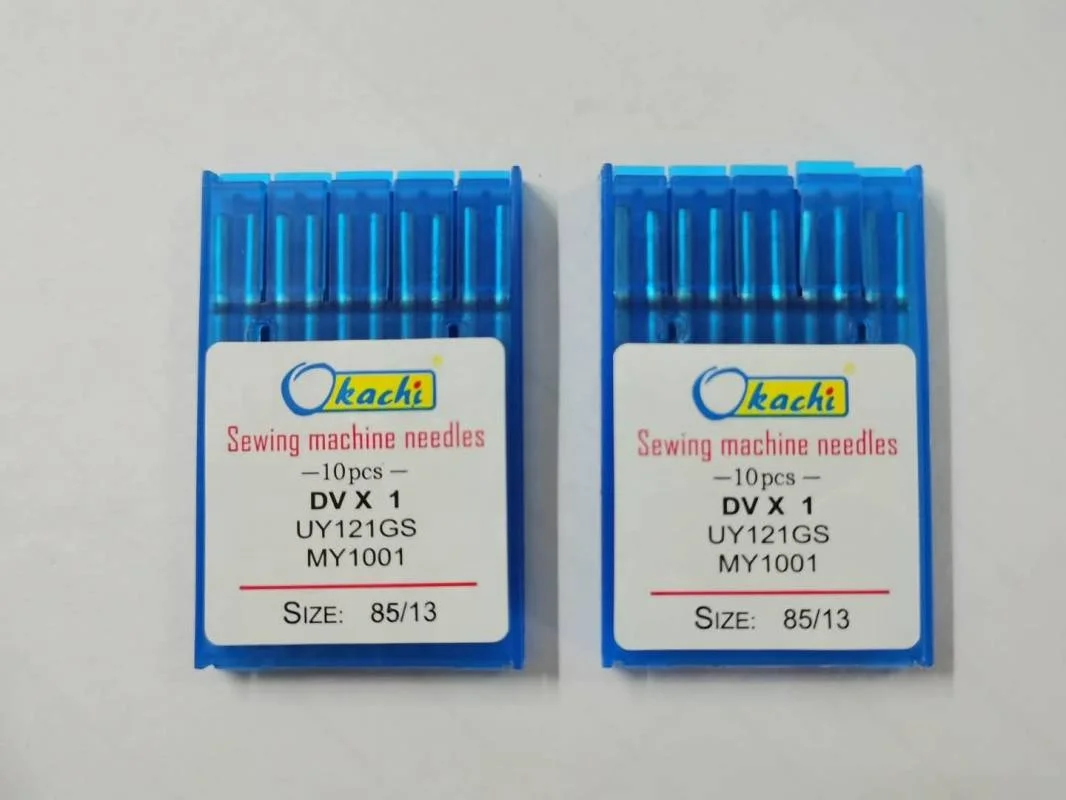 Okachi
Sewing machine needles
—10pcs —
DV X 1
UY121GS
MY1001
SIZE: 85/13
Okachi
Sewing machine needles
—10pcs —
DV X 1
UY121GS
MY1001
SIZE: 85/13